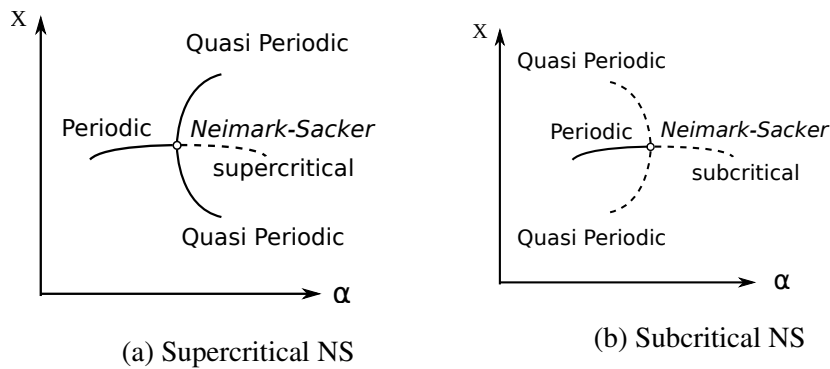 X
Quasi Periodic
Periodic
Neimark-Sacker
supercritical
Quasi Periodic
α
(a) Supercritical NS
X
Quasi Periodic
Periodic
Neimark-Sacker
subcritical
Quasi Periodic
α
(b) Subcritical NS